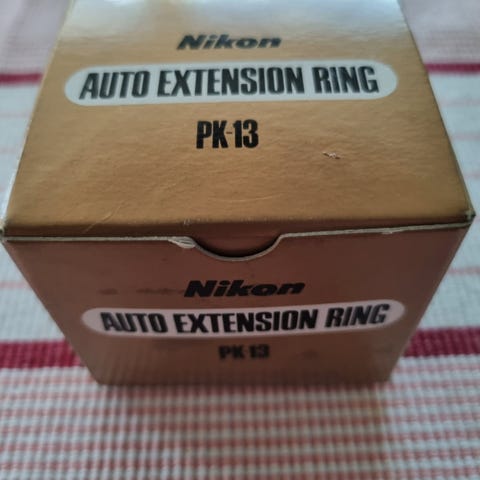 Nikon
AUTO EXTENSION RING
PK-13
Nikon
AUTO EXTENSION RING
PK-13